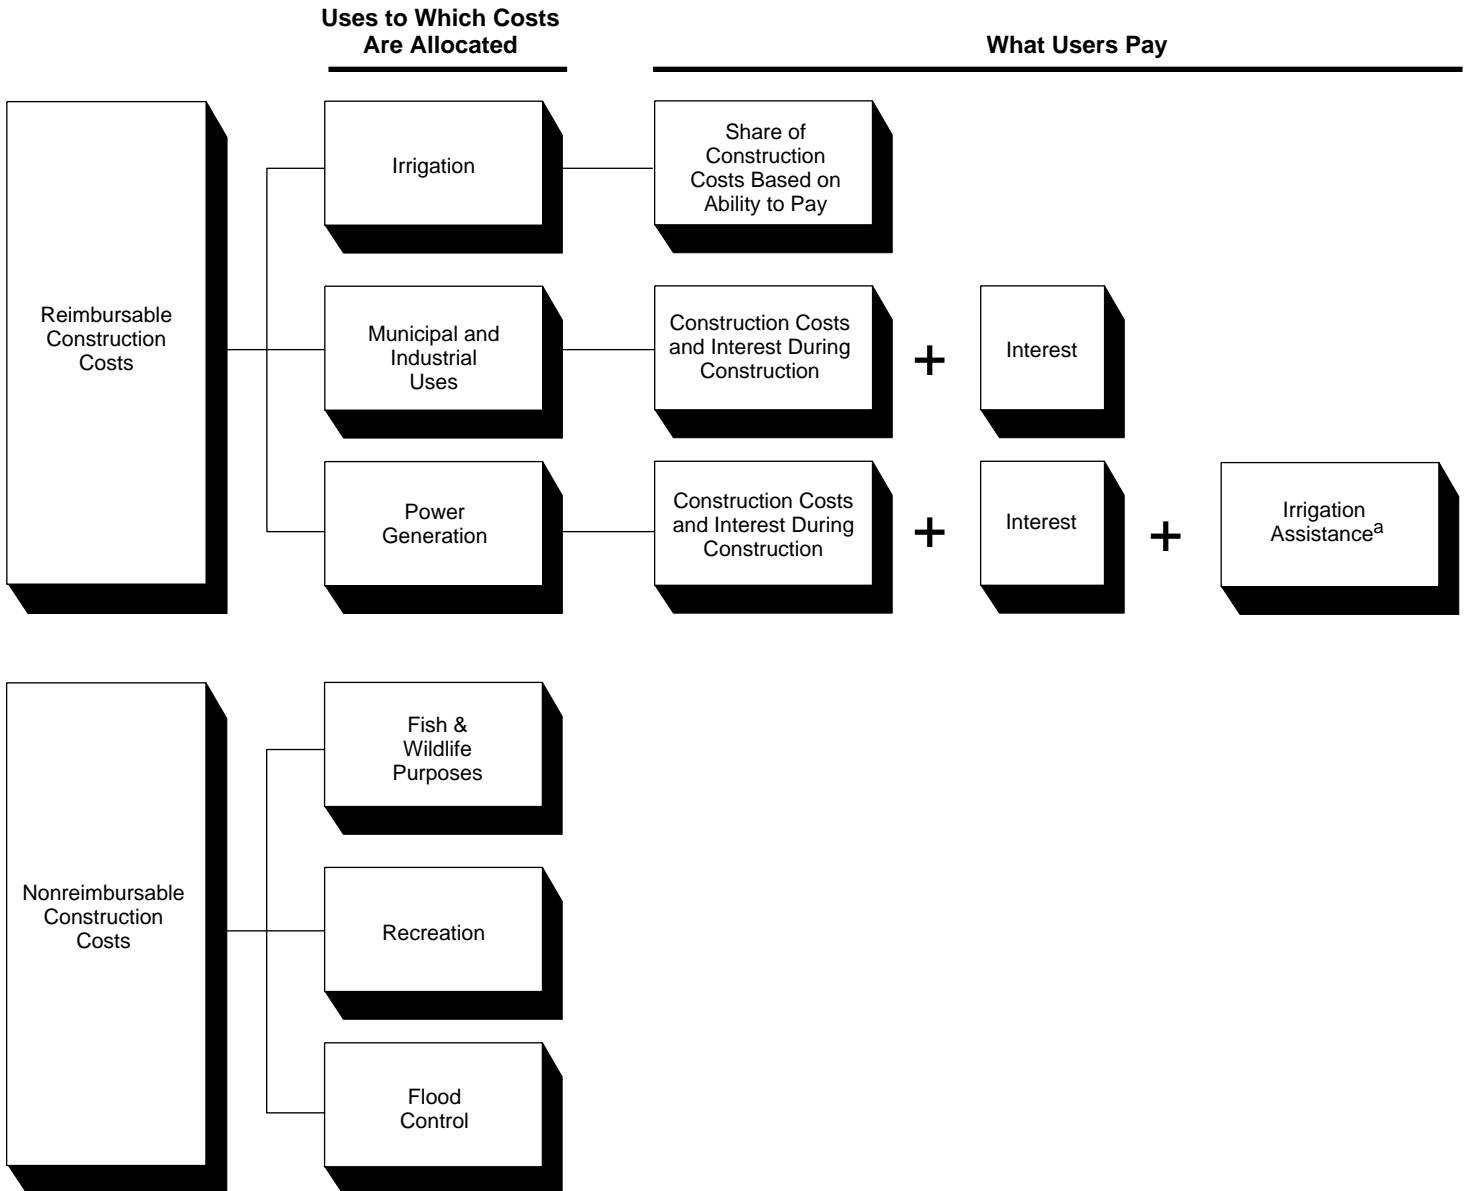 Uses to Which Costs
Are Allocated
What Users Pay
Reimbursable
Construction
Costs
Irrigation
Share of
Construction
Costs Based on
Ability to Pay
Municipal and
Industrial
Uses
Construction Costs
and Interest During
Construction
+
Interest
Power
Generation
Construction Costs
and Interest During
Construction
+
Interest
+
Irrigation
Assistanceᵃ
Nonreimbursable
Construction
Costs
Fish &
Wildlife
Purposes
Recreation
Flood
Control